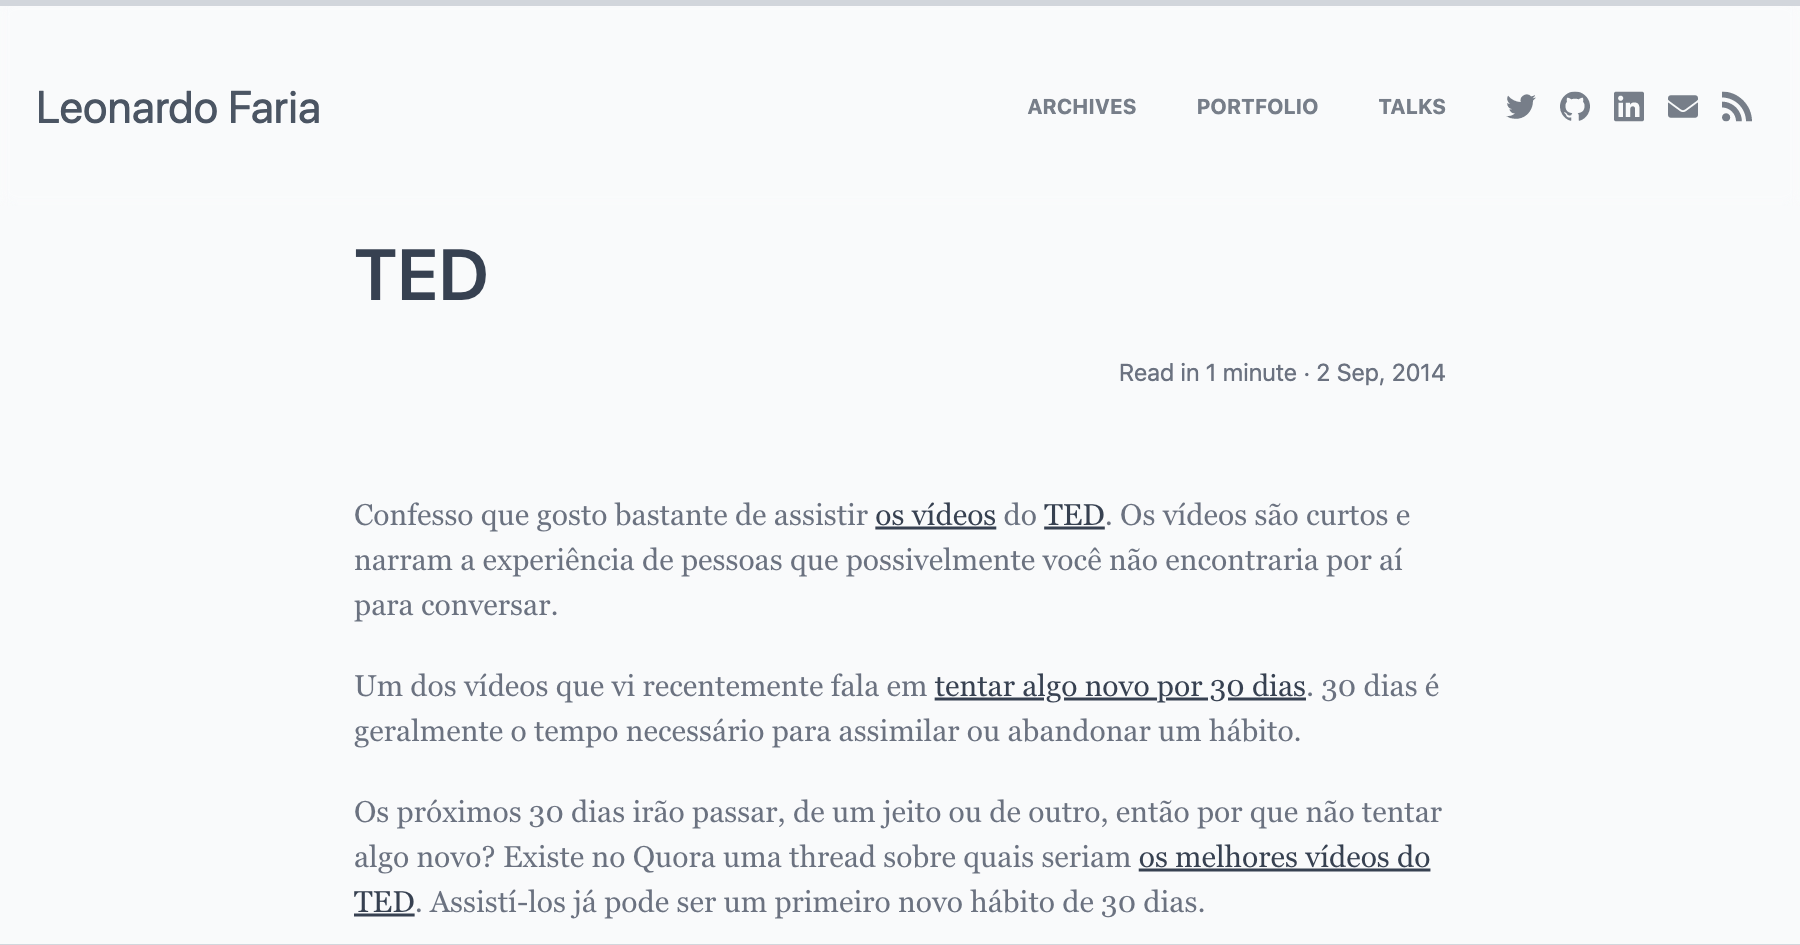 Leonardo Faria
ARCHIVES PORTFOLIO TALKS
TED
Read in 1 minute · 2 Sep, 2014
Confesso que gosto bastante de assistir os vídeos do TED. Os vídeos são curtos e
narram a experiência de pessoas que possivelmente você não encontraria por aí
para conversar.
Um dos vídeos que vi recentemente fala em tentar algo novo por 30 dias. 30 dias é
geralmente o tempo necessário para assimilar ou abandonar um hábito.
Os próximos 30 dias irão passar, de um jeito ou de outro, então por que não tentar
algo novo? Existe no Quora uma thread sobre quais seriam os melhores vídeos do
TED. Assistí-los já pode ser um primeiro novo hábito de 30 dias.